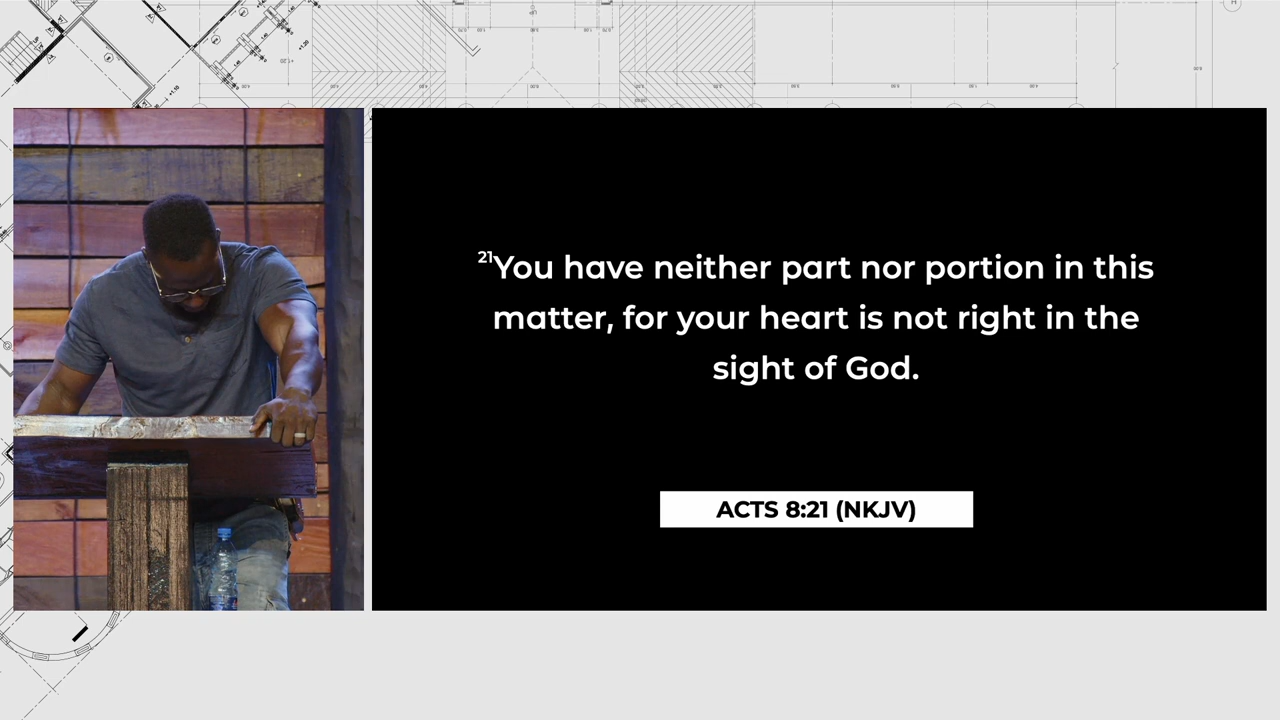 21You have neither part nor portion in this
matter, for your heart is not right in the
sight of God.
ACTS 8:21 (NKJV)